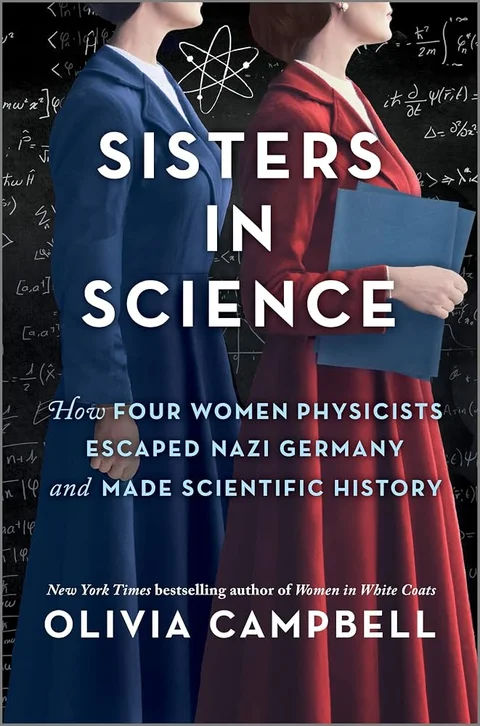 SISTERS
IN
SCIENCE
How FOUR WOMEN PHYSICISTS
ESCAPED NAZI GERMANY
and MADE SCIENTIFIC HISTORY
New York Times bestselling author of Women in White Coats
OLIVIA CAMPBELL